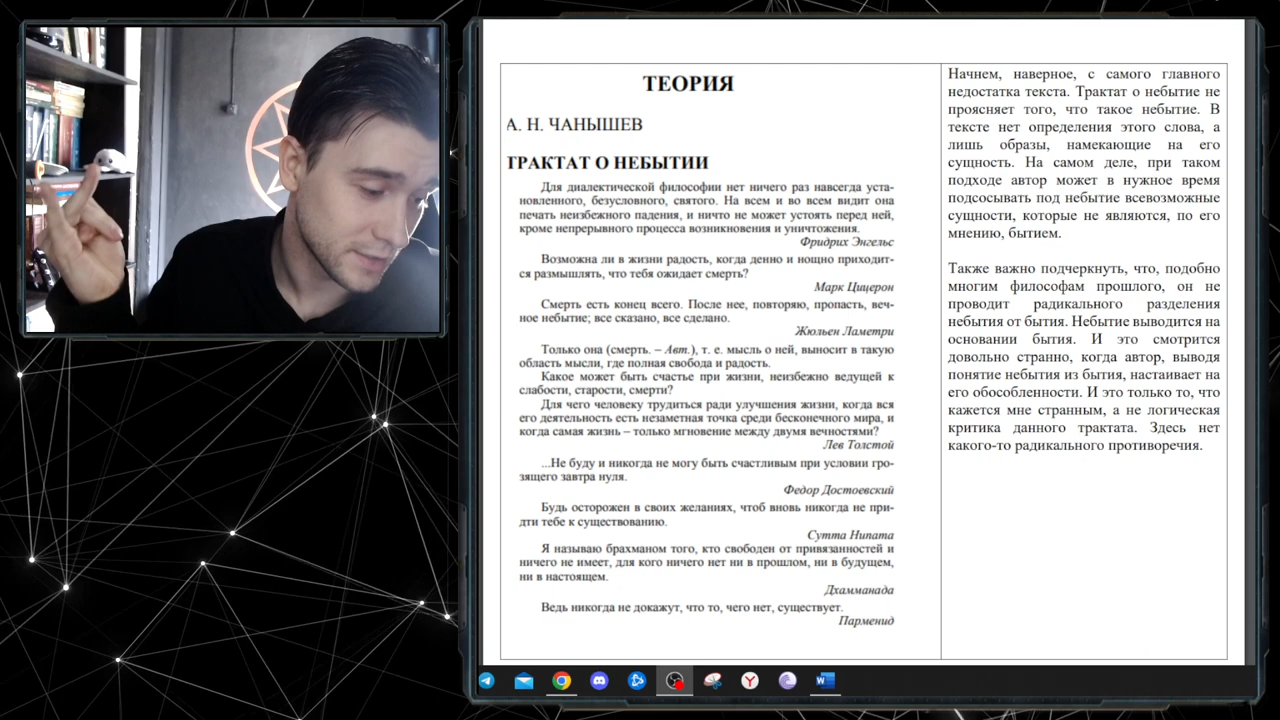 ТЕОРИЯ
А. Н. ЧАНЫШЕВ
ТРАКТАТ О НЕБЫТИИ
Для диалектической философии нет ничего раз навсегда уста-
новленного, безусловного, святого. На всем и во всем видит она
печать неизбежного падения, и ничто не может устоять перед ней,
кроме непрерывного процесса возникновения и уничтожения.
Фридрих Энгельс
Возможна ли в жизни радость, когда денно и нощно приходит-
ся размышлять, что тебя ожидает смерть?
Марк Цицерон
Смерть есть конец всего. После нее, повторяю, пропасть, веч-
ное небытие; все сказано, все сделано.
Жюльен Ламетри
Только она (смерть. – Авт.), т. е. мысль о ней, выносит в такую
область мысли, где полная свобода и радость.
Какое может быть счастье при жизни, неизбежно ведущей к
слабости, старости, смерти?
Для чего человеку трудиться ради улучшения жизни, когда вся
его деятельность есть незаметная точка среди бесконечного мира, и
когда самая жизнь – только мгновение между двумя вечностями?
Лев Толстой
...Не буду и никогда не могу быть счастливым при условии гро-
зящего завтра нуля.
Федор Достоевский
Будь осторожен в своих желаниях, чтоб вновь никогда не при-
дти тебе к существованию.
Сутта Нипата
Я называю брахманом того, кто свободен от привязанностей и
ничего не имеет, для кого ничего нет ни в прошлом, ни в будущем,
ни в настоящем.
Дхамманада
Ведь никогда не докажут, что то, чего нет, существует.
Парменид
Начнем, наверное, с самого главного
недостатка текста. Трактат о небытие не
проясняет того, что такое небытие. В
тексте нет определения этого слова, а
лишь образы, намекающие на его
сущность. На самом деле, при таком
подходе автор может в нужное время
подсосывать под небытие всевозможные
сущности, которые не являются, по его
мнению, бытием.
Также важно подчеркнуть, что, подобно
многим философам прошлого, он не
проводит радикального разделения
небытия от бытия. Небытие выводится на
основании бытия. И это смотрится
довольно странно, когда автор, выводя
понятие небытия из бытия, настаивает на
его обособленности. И это только то, что
кажется мне странным, а не логическая
критика данного трактата. Здесь нет
какого-то радикального противоречия.